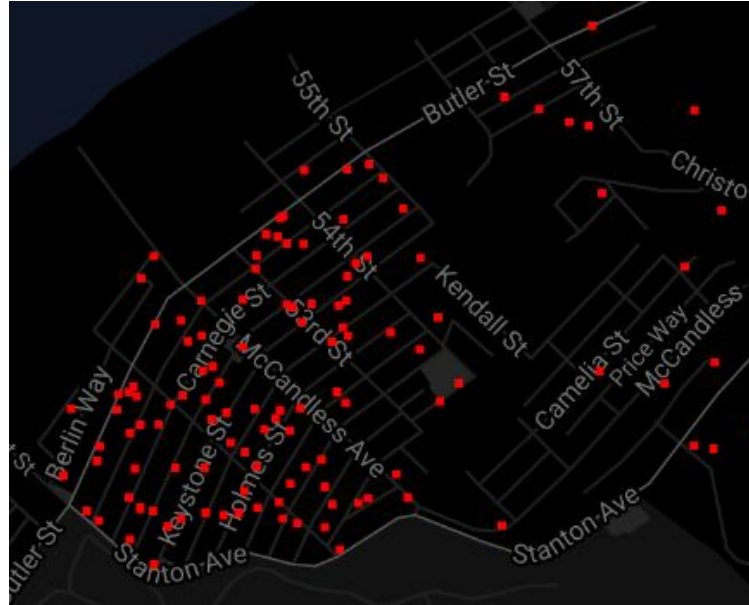 55th St
Butler St
57th St
Christo
54th St
Kendall St
Carnegie St
53rd St
McCandless Ave
Camelia St
Price Way
McCandless
Berlin Way
Keystone St
Holmes St
t St
utler St
Stanton Ave
Stanton Ave